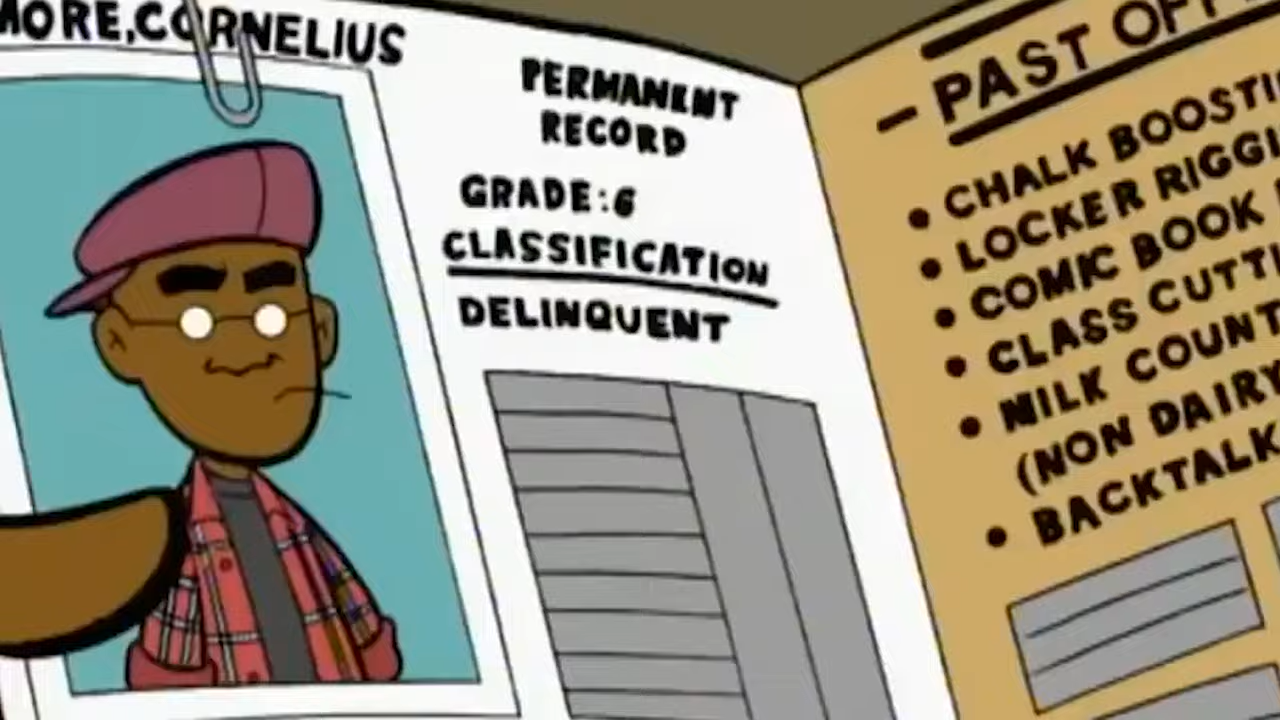 MORE,CORNELIUS
PERMANENT
RECORD
GRADE:6
CLASSIFICATION
DELINQUENT
- PAST OFF
• CHALK BOOSTI
• LOCKER RIGGI
• COMIC BOOK
• CLASS CUTTI
• MILK COUNT
(NON DAIRY
• BACKTALK